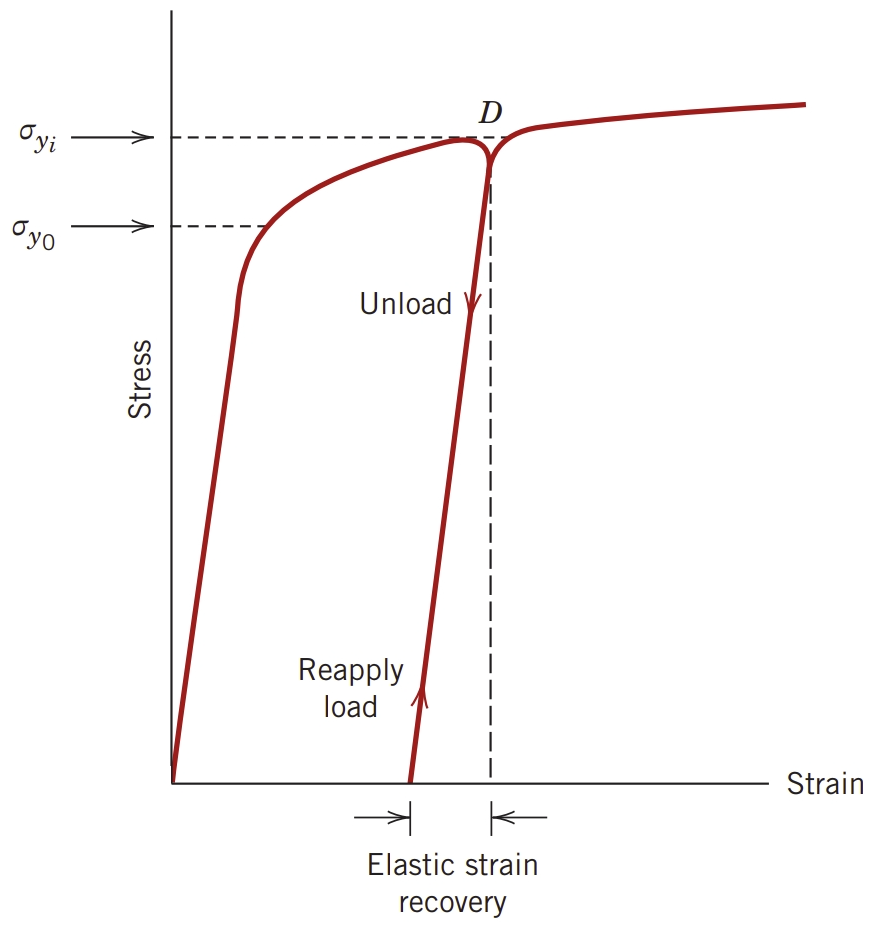 D
σyi
σy0
Unload
Stress
Reapply
load
Strain
Elastic strain
recovery